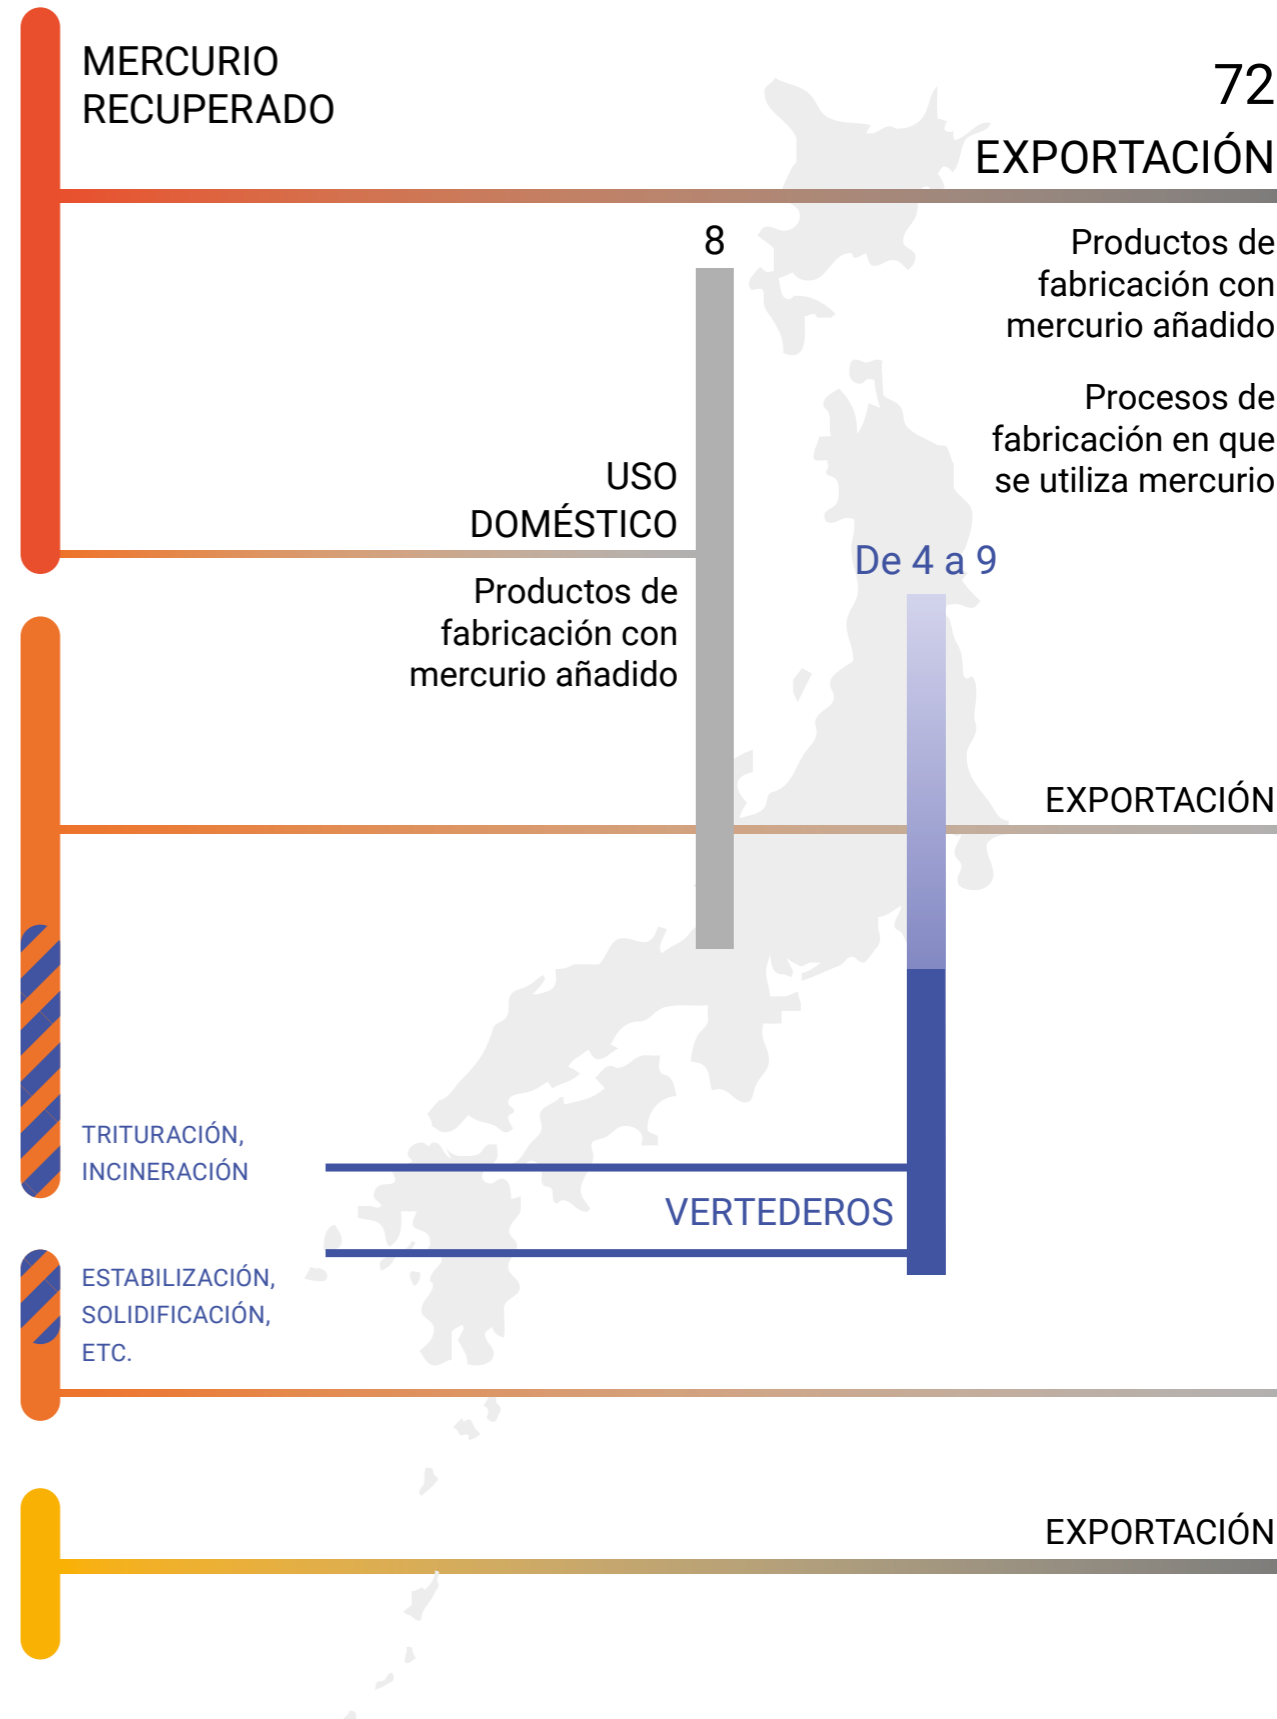 MERCURIO
RECUPERADO
72
EXPORTACIÓN
Productos de
fabricación con
mercurio añadido
Procesos de
fabricación en que
se utiliza mercurio
8
USO
DOMÉSTICO
Productos de
fabricación con
mercurio añadido
De 4 a 9
EXPORTACIÓN
TRITURACIÓN,
INCINERACIÓN
VERTEDEROS
ESTABILIZACIÓN,
SOLIDIFICACIÓN,
ETC.
EXPORTACIÓN